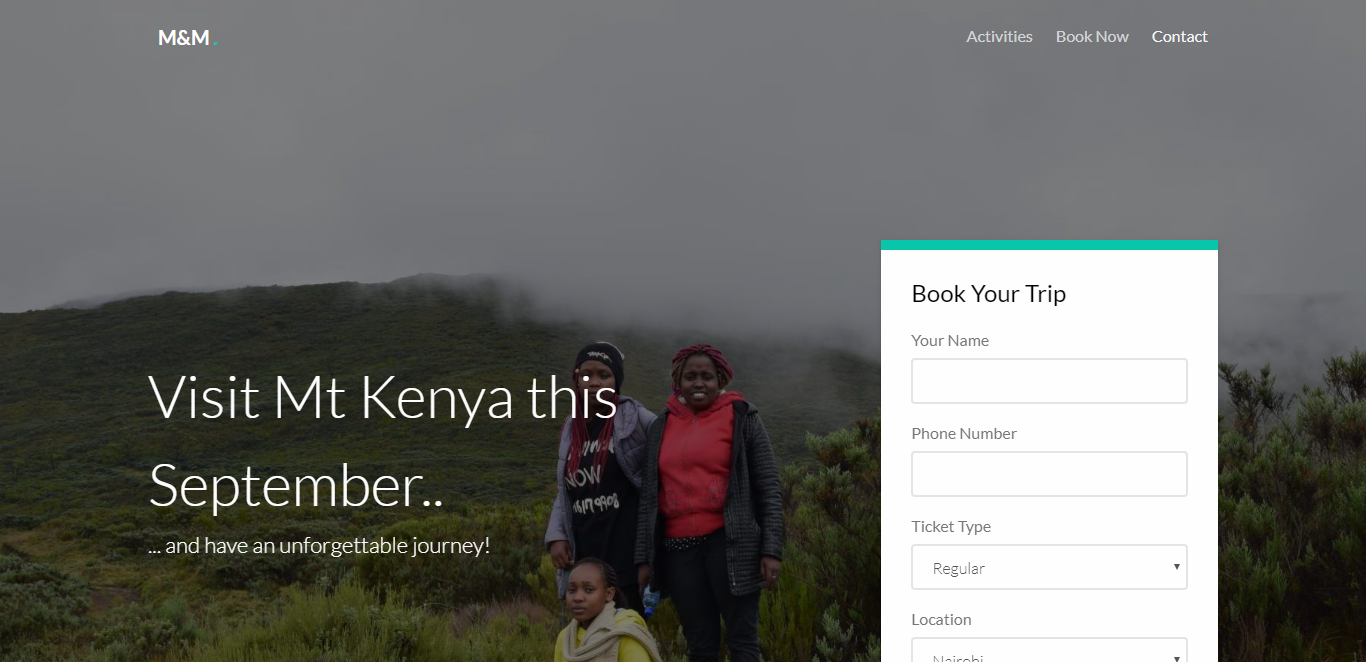 M&M.
Activities Book Now Contact
Book Your Trip
Your Name
Visit Mt Kenya this
September..
... and have an unforgettable journey!
Phone Number
Ticket Type
Regular
Location
Nairobi
NOW